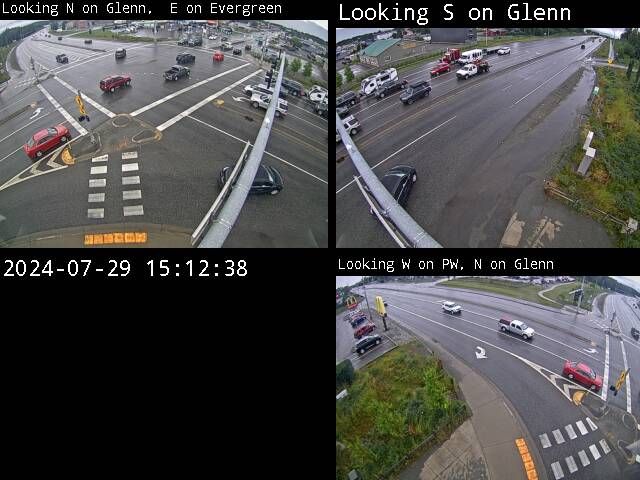 Looking N on Glenn,  E on Evergreen
Looking S on Glenn
2024-07-29 15:12:38
Looking W on PW, N on Glenn